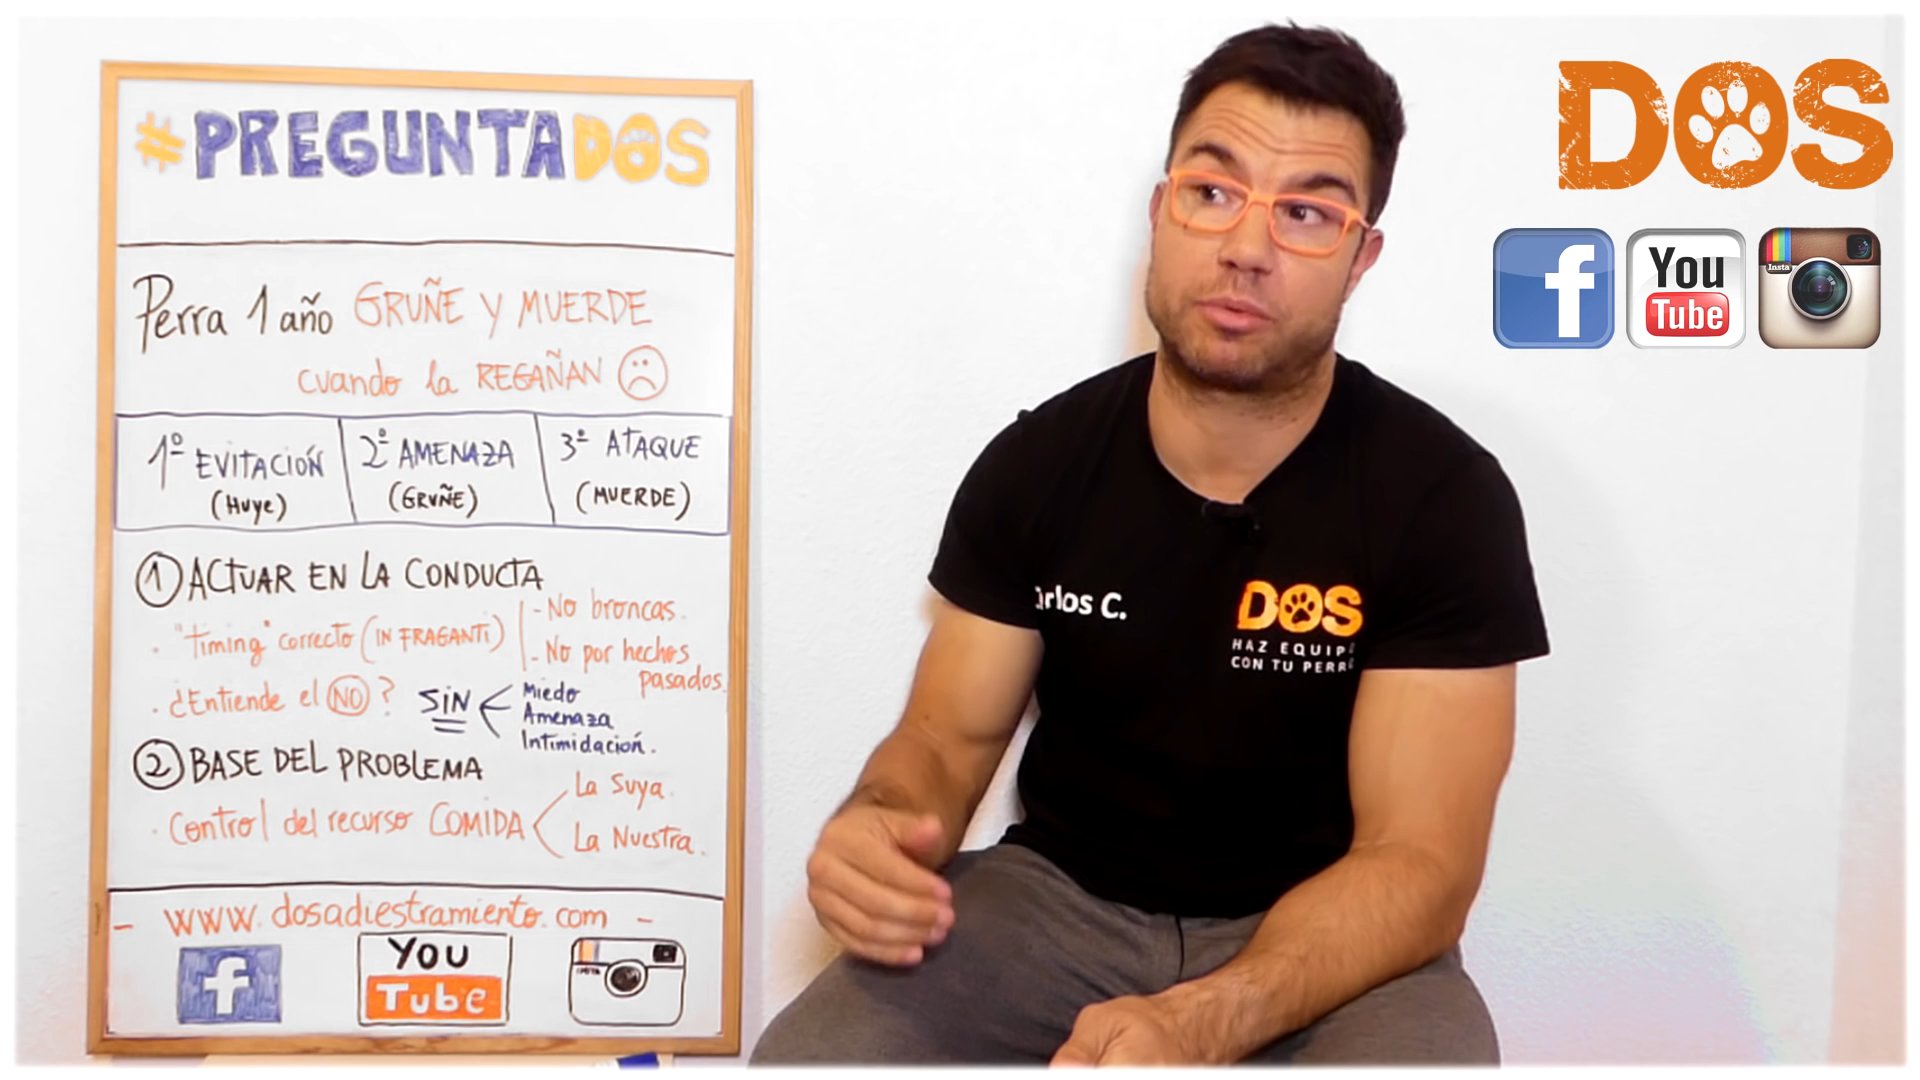 #PREGUNTADOS
Perra 1 año GRUÑE Y MUERDE
cuando la REGAÑAN
1º EVITACIÓN
(Huye)
2º AMENAZA
(GRUÑE)
3º ATAQUE
(MUERDE)
1 ACTUAR EN LA CONDUCTA
· "timing" correcto (IN FRAGANTI)
- No broncas.
- No por hechos
pasados.
· ¿Entiende el NO?
SIN
Miedo
Amenaza
Intimidación.
2 BASE DEL PROBLEMA
· Control del recurso COMIDA
La Suya.
La Nuestra.
- www.dosadiestramiento.com -
f
YOU
Tube
DOS
f
You
Tube
Insta
arlos C.
DOS
HAZ EQUIPO
CON TU PERRO